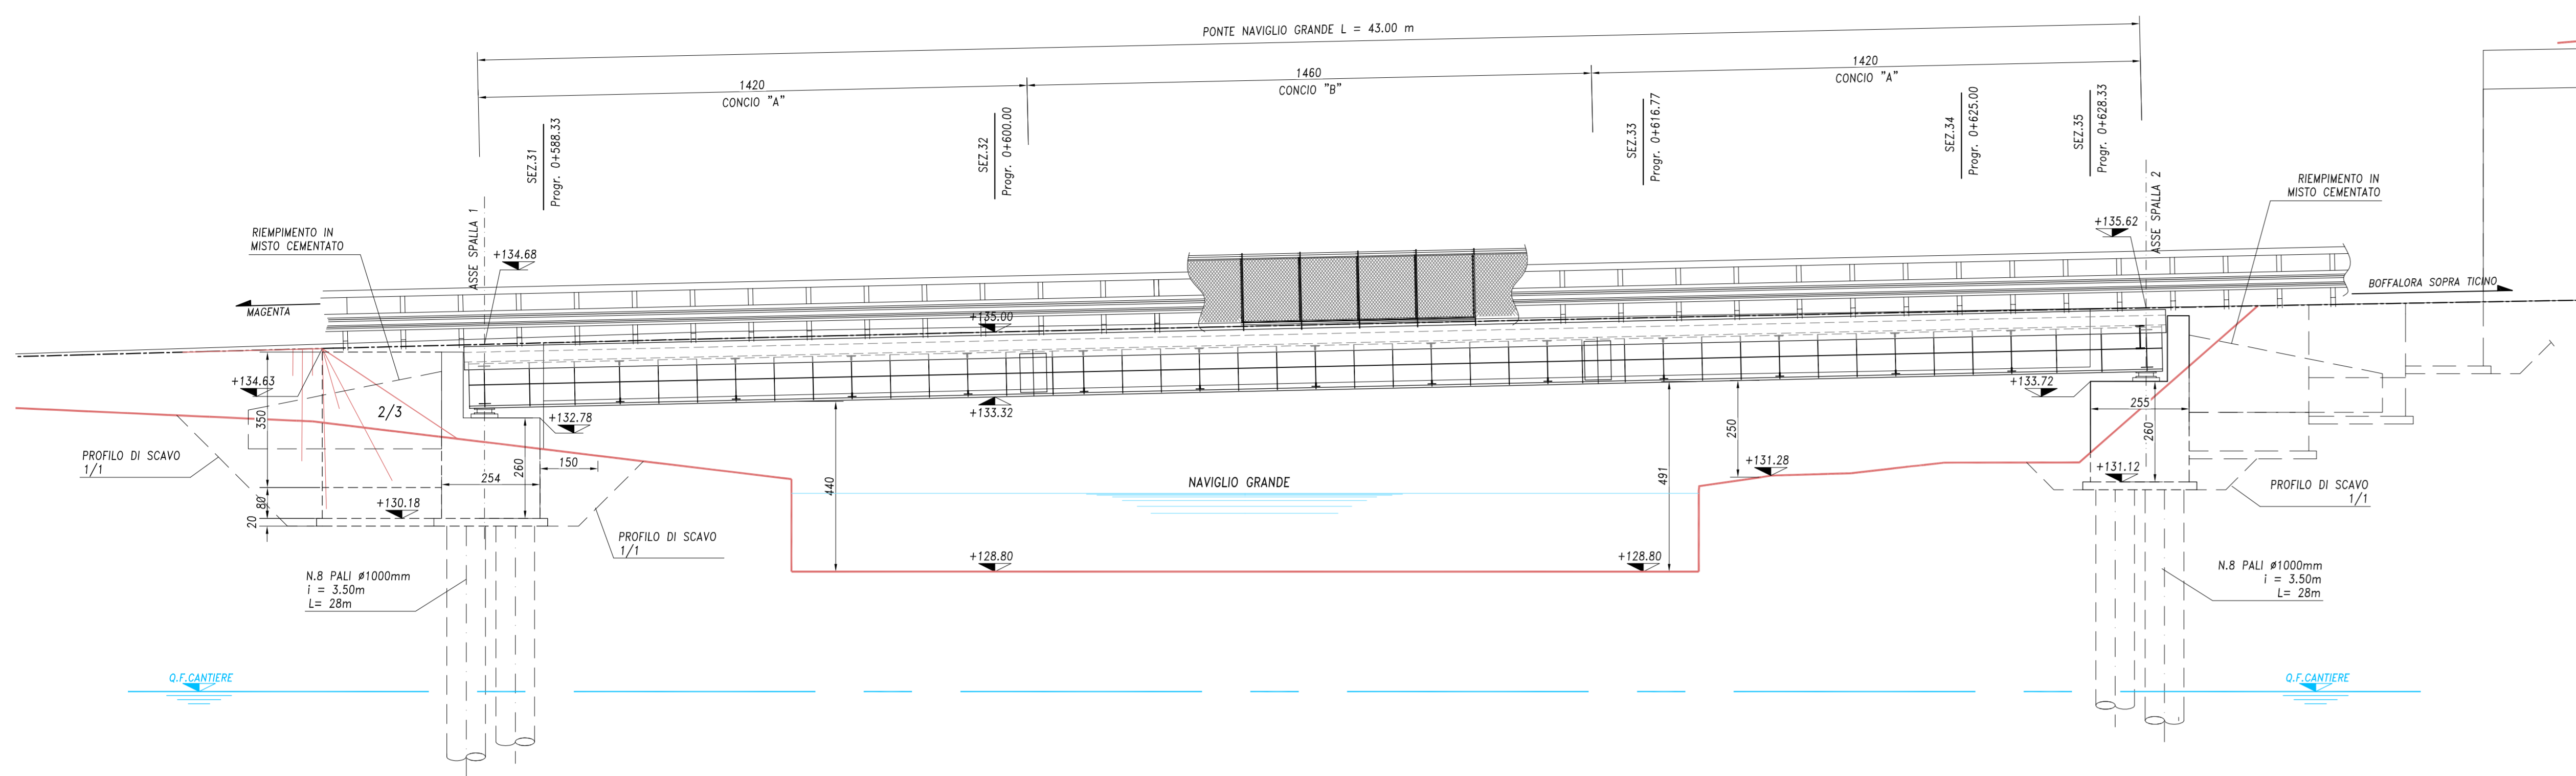 PONTE NAVIGLIO GRANDE L = 43.00 m
1420
CONCIO "A"
1460
CONCIO "B"
1420
CONCIO "A"
SEZ.31
Progr. 0+588.33
SEZ.32
Progr. 0+600.00
SEZ.33
Progr. 0+616.77
SEZ.34
Progr. 0+625.00
SEZ.35
Progr. 0+628.33
ASSE SPALLA 1
ASSE SPALLA 2
RIEMPIMENTO IN
MISTO CEMENTATO
RIEMPIMENTO IN
MISTO CEMENTATO
+134.68
+135.62
MAGENTA
BOFFALORA SOPRA TICINO
+135.00
+134.63
2/3
350
+132.78
+133.32
+133.72
255
250
260
PROFILO DI SCAVO
1/1
254
260
150
440
NAVIGLIO GRANDE
491
+131.28
+131.12
PROFILO DI SCAVO
1/1
80
20
+130.18
PROFILO DI SCAVO
1/1
+128.80
+128.80
N.8 PALI ø1000mm
i = 3.50m
L= 28m
N.8 PALI ø1000mm
i = 3.50m
L= 28m
Q.F.CANTIERE
Q.F.CANTIERE